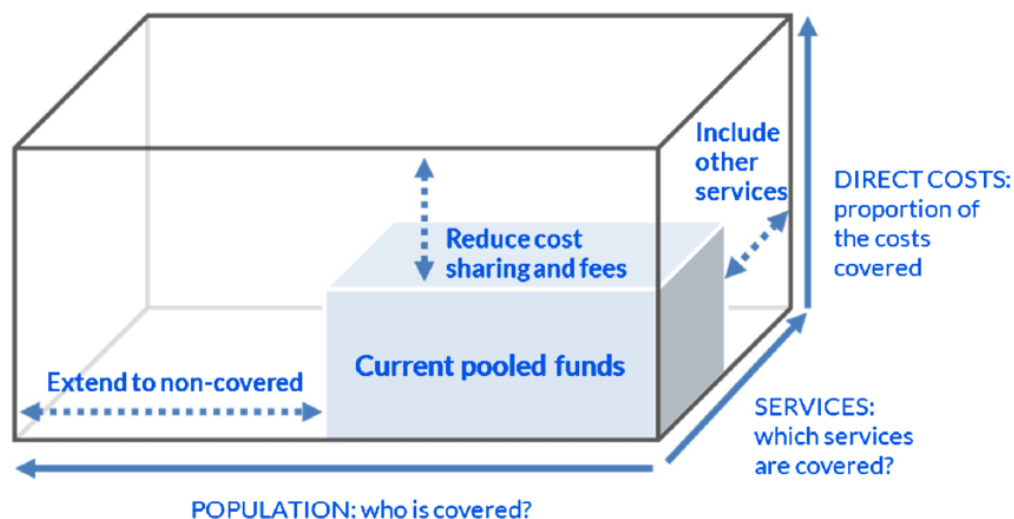 Include
other
services
DIRECT COSTS:
proportion of
the costs
covered
Reduce cost
sharing and fees
Current pooled funds
Extend to non-covered
SERVICES:
which services
are covered?
POPULATION: who is covered?